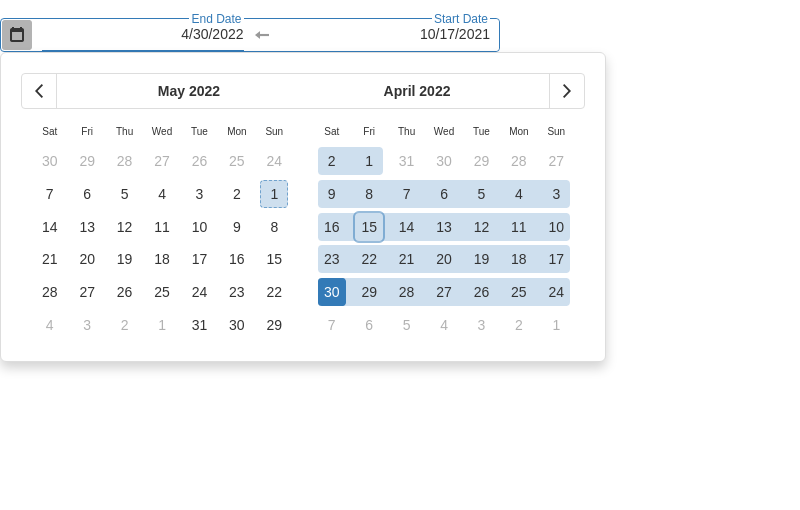 End Date Start Date
4/30/2022 10/17/2021
May 2022 April 2022
Sat Fri Thu Wed Tue Mon Sun Sat Fri Thu Wed Tue Mon Sun
30 29 28 27 26 25 24 2 1 31 30 29 28 27
7 6 5 4 3 2 1 9 8 7 6 5 4 3
14 13 12 11 10 9 8 16 15 14 13 12 11 10
21 20 19 18 17 16 15 23 22 21 20 19 18 17
28 27 26 25 24 23 22 30 29 28 27 26 25 24
4 3 2 1 31 30 29 7 6 5 4 3 2 1